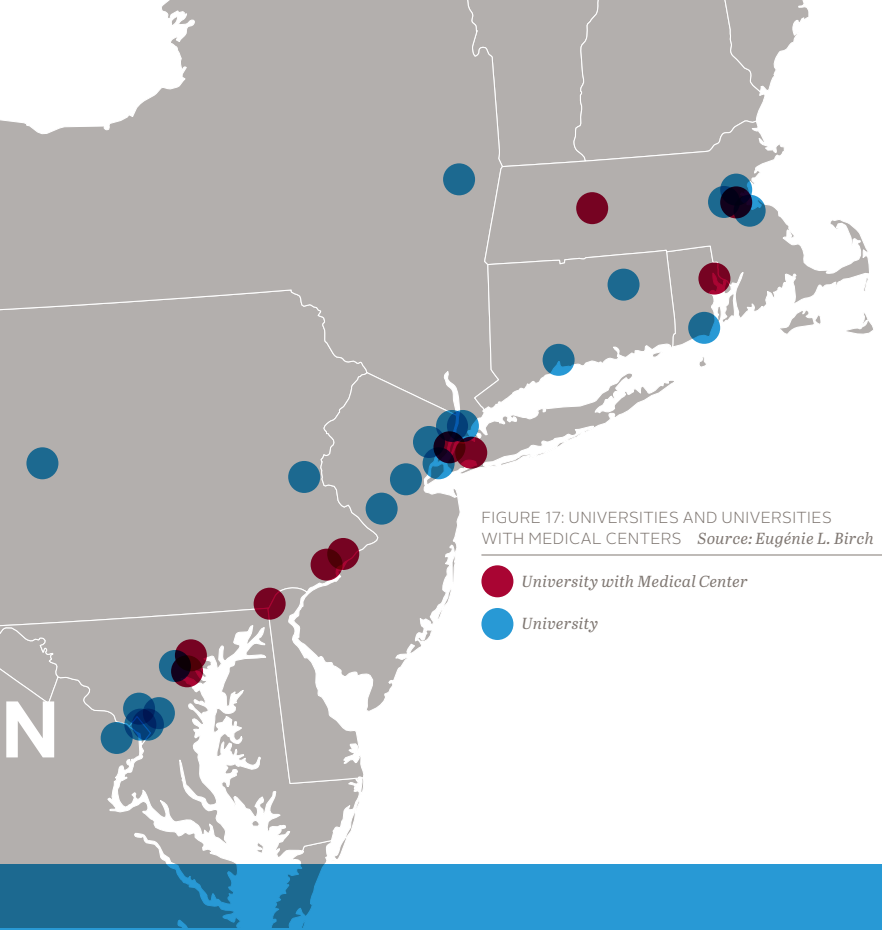 FIGURE 17: UNIVERSITIES AND UNIVERSITIES
WITH MEDICAL CENTERS Source: Eugénie L. Birch
University with Medical Center
University
N